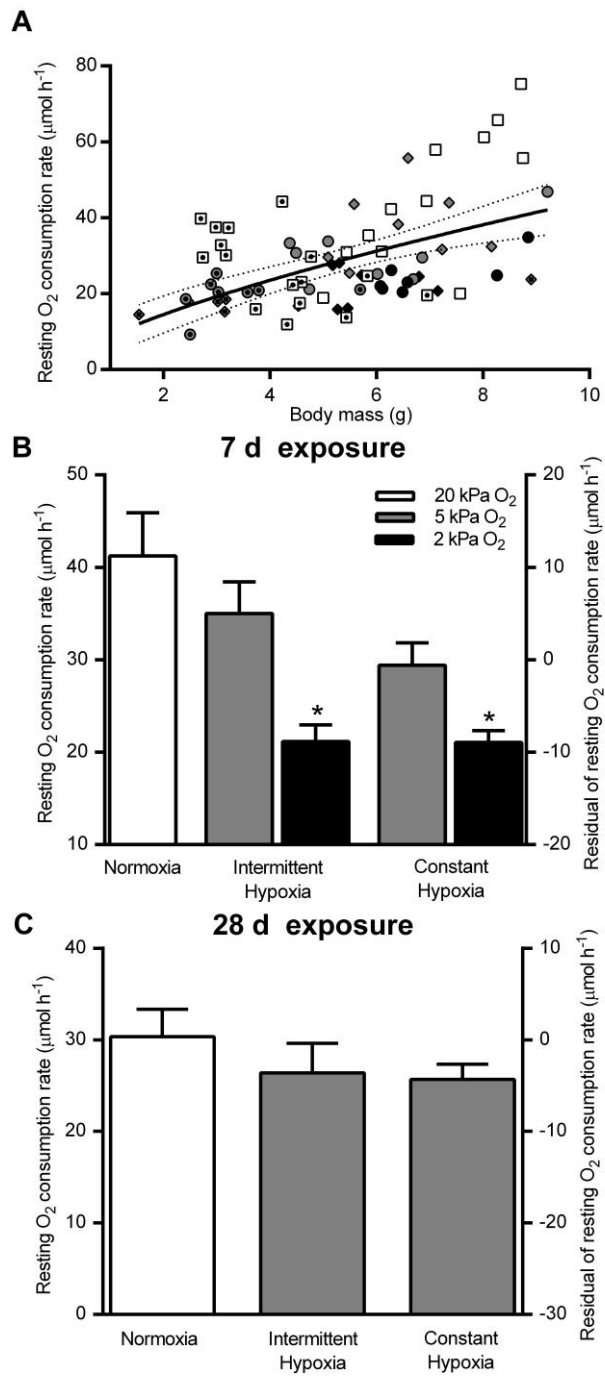 A
Resting O₂ consumption rate (μmol h⁻¹)
80
60
40
20
0
2
4
6
8
10
Body mass (g)
B
7 d exposure
Resting O₂ consumption rate (μmol h⁻¹)
50
40
30
20
10
20 kPa O₂
5 kPa O₂
2 kPa O₂
*
*
20
10
0
-10
-20
Residual of resting O₂ consumption rate (μmol h⁻¹)
Normoxia
Intermittent
Hypoxia
Constant
Hypoxia
C
28 d exposure
Resting O₂ consumption rate (μmol h⁻¹)
40
30
20
10
0
10
0
-10
-20
-30
Residual of resting O₂ consumption rate (μmol h⁻¹)
Normoxia
Intermittent
Hypoxia
Constant
Hypoxia